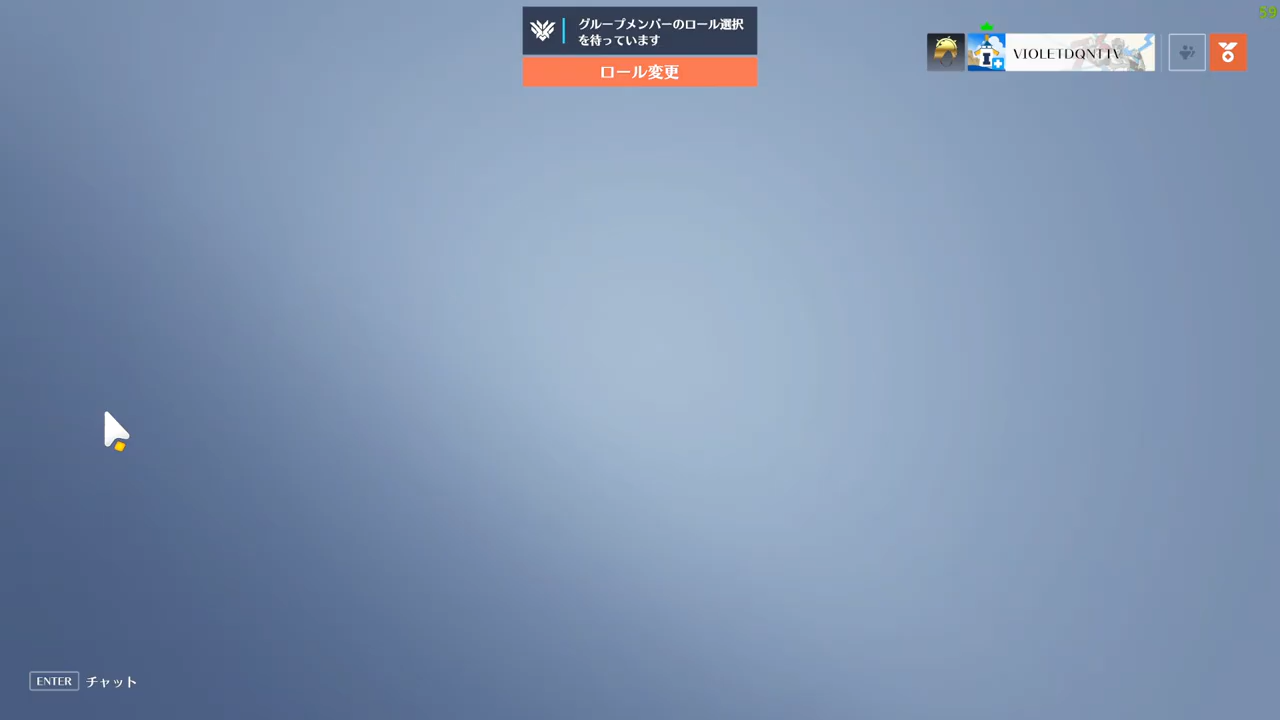 グループメンバーのロール選択
を待っています
ロール変更
VIOLETDQNTTV
59
ENTER チャット